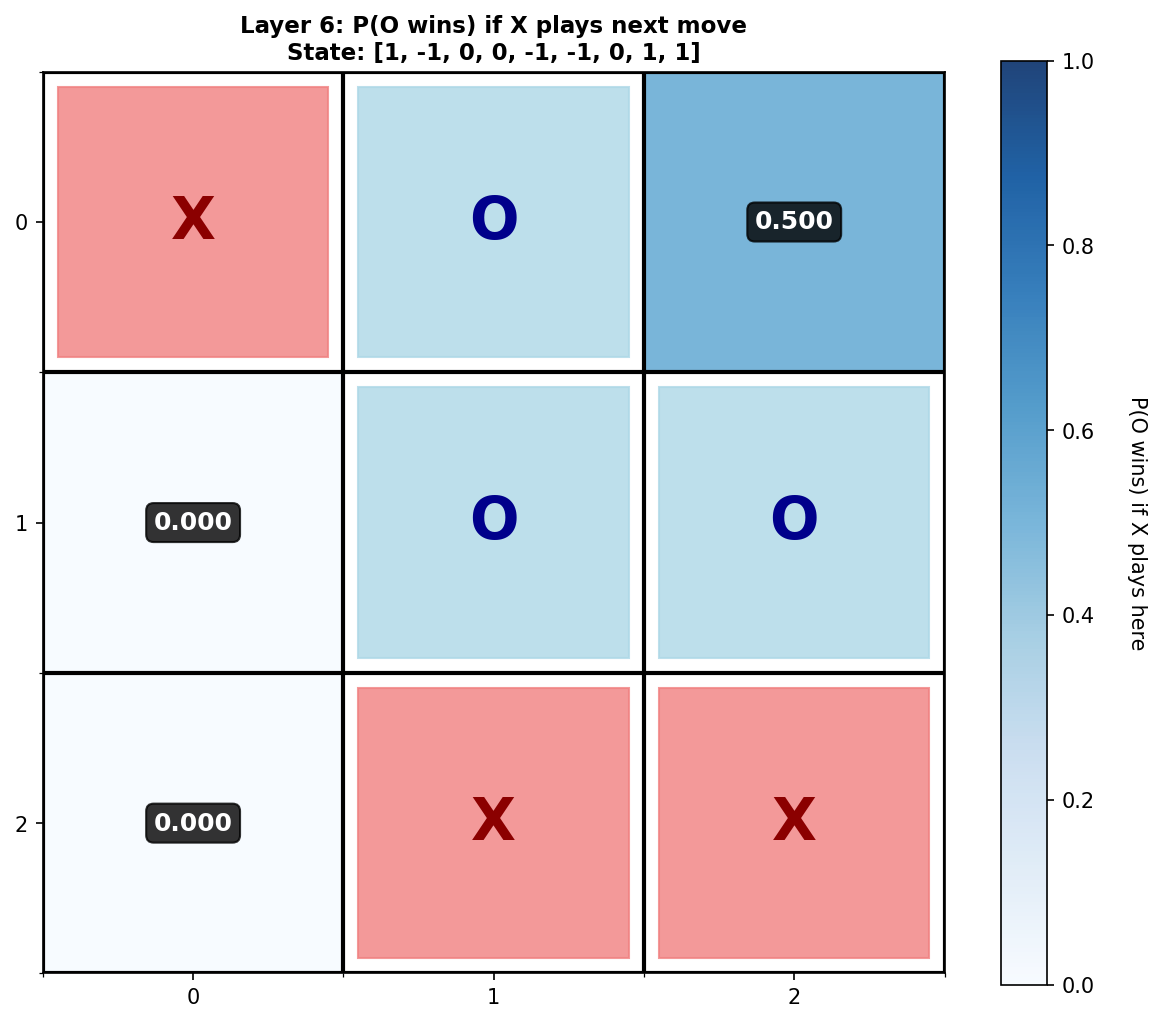 Layer 6: P(O wins) if X plays next move
State: [1, -1, 0, 0, -1, -1, 0, 1, 1]
0
X
O
0.500
1
0.000
O
O
2
0.000
X
X
0
1
2
1.0
0.8
0.6
0.4
0.2
0.0
P(O wins) if X plays here